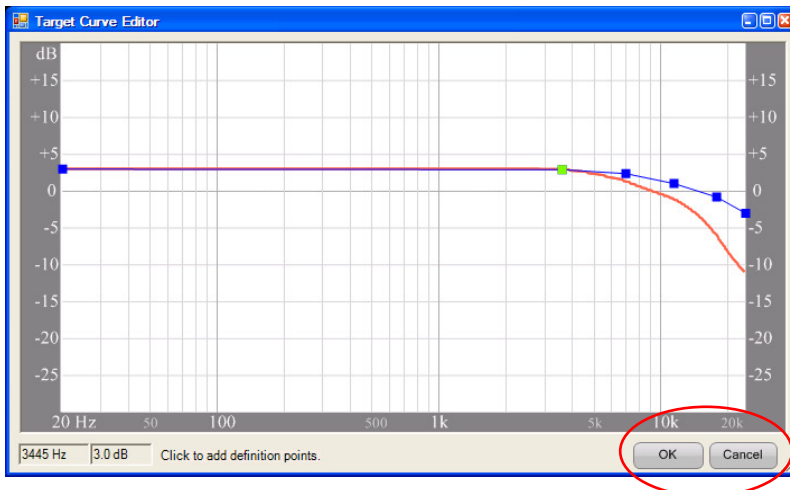 Target Curve Editor
dB
+15 +15
+10 +10
+5 +5
0 0
-5 -5
-10 -10
-15 -15
-20 -20
-25 -25
20 Hz 50 100 500 1k 5k 10k 20k
3445 Hz 3.0 dB Click to add definition points. OK Cancel